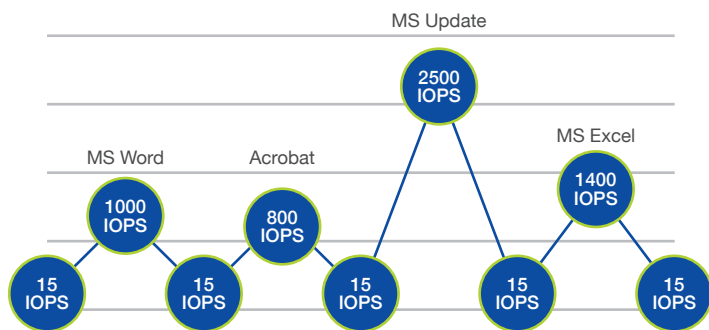 MS Update
2500
IOPS
MS Word
Acrobat
MS Excel
1000
IOPS
800
IOPS
1400
IOPS
15
IOPS
15
IOPS
15
IOPS
15
IOPS
15
IOPS